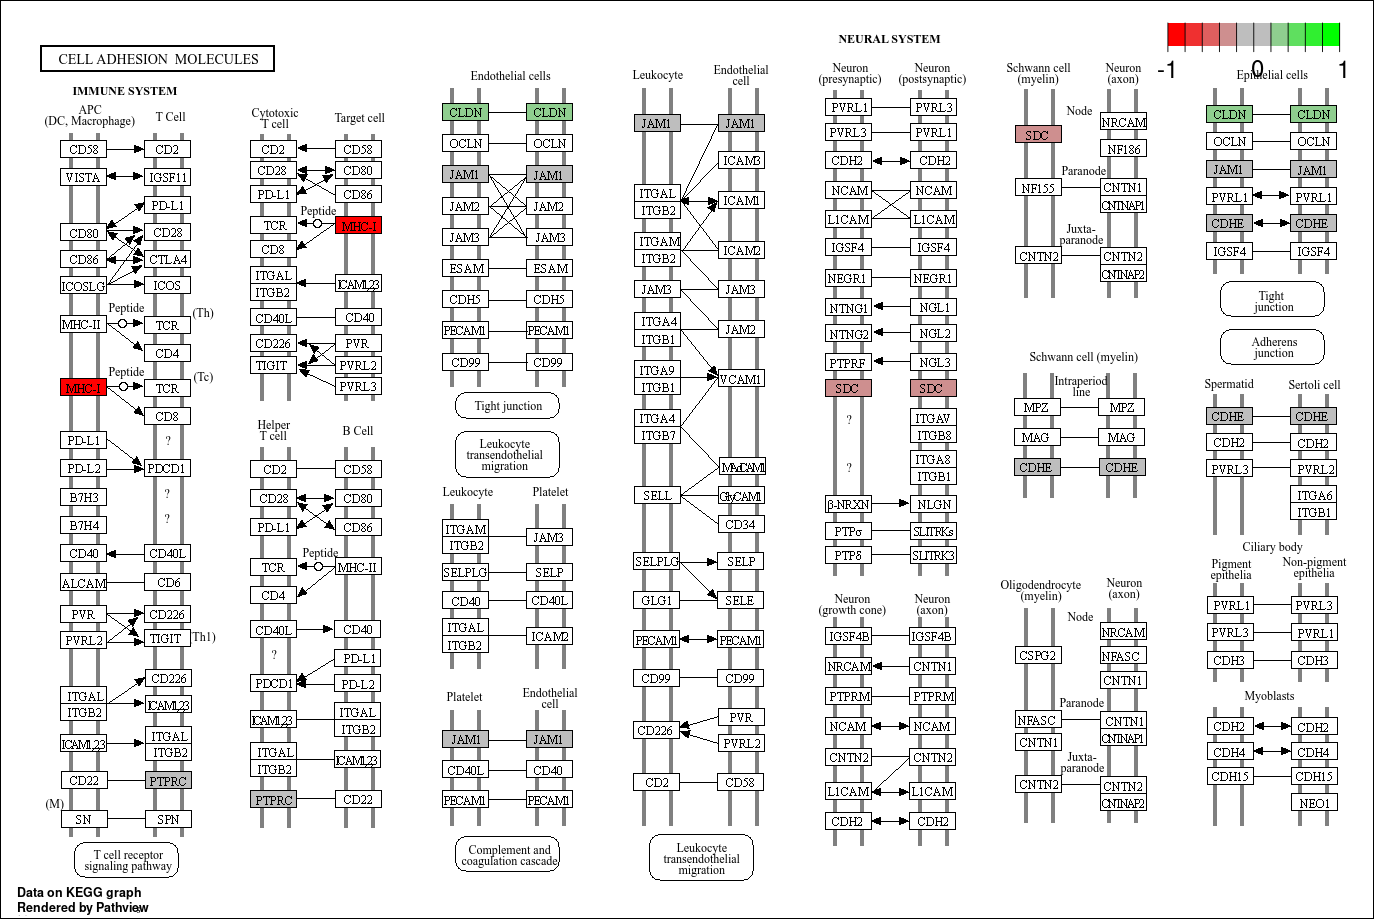 CELL ADHESION MOLECULES
NEURAL SYSTEM
-1
0
1
IMMUNE SYSTEM
APC
(DC, Macrophage)
T Cell
CD58
CD2
VISTA
IGSF11
PD-L1
CD80
CD28
CD86
CTLA4
ICOSLG
ICOS
Peptide
(Th)
MHC-II
TCR
CD4
Peptide
(Tc)
MHC-I
TCR
CD8
PD-L1
?
PD-L2
PDCD1
B7H3
?
B7H4
?
CD40
CD40L
ALCAM
CD6
PVR
CD226
PVRL2
TIGIT
Th1)
CD226
ITGAL
ITGB2
ICAM1,2,3
ICAM1,2,3
ITGAL
ITGB2
CD22
PTPRC
(M)
SN
SPN
T cell receptor
signaling pathway
Cytotoxic
T cell
Target cell
CD2
CD58
CD28
CD80
PD-L1
CD86
Peptide
TCR
MHC-I
CD8
ITGAL
ITGB2
ICAM1,2,3
CD40L
CD40
CD226
PVR
TIGIT
PVRL2
PVRL3
Helper
T cell
B Cell
CD2
CD58
CD28
CD80
PD-L1
CD86
Peptide
TCR
MHC-II
CD4
CD40L
CD40
?
PD-L1
PDCD1
PD-L2
ICAM1,2,3
ITGAL
ITGB2
ITGAL
ITGB2
ICAM1,2,3
PTPRC
CD22
Endothelial cells
CLDN
CLDN
OCLN
OCLN
JAM1
JAM1
JAM2
JAM2
JAM3
JAM3
ESAM
ESAM
CDH5
CDH5
PECAM1
PECAM1
CD99
CD99
Tight junction
Leukocyte
transendothelial
migration
Leukocyte
Platelet
ITGAM
ITGB2
JAM3
SELPLG
SELP
CD40
CD40L
ITGAL
ITGB2
ICAM2
Platelet
Endothelial
cell
JAM1
JAM1
CD40L
CD40
PECAM1
PECAM1
Complement and
coagulation cascade
Leukocyte
Endothelial
cell
JAM1
JAM1
ICAM3
ITGAL
ITGB2
ICAM1
ITGAM
ITGB2
ICAM2
JAM3
JAM3
ITGA4
ITGB1
JAM2
ITGA9
ITGB1
VCAM1
ITGA4
ITGB7
MAdCAM1
SELL
GlyCAM1
CD34
SELPLG
SELP
GLG1
SELE
PECAM1
PECAM1
CD99
CD99
PVR
CD226
PVRL2
CD2
CD58
Leukocyte
transendothelial
migration
Neuron
(presynaptic)
Neuron
(postsynaptic)
PVRL1
PVRL3
PVRL3
PVRL1
CDH2
CDH2
NCAM
NCAM
L1CAM
L1CAM
IGSF4
IGSF4
NEGR1
NEGR1
NTNG1
NGL1
NTNG2
NGL2
PTPRF
NGL3
SDC
SDC
?
ITGAV
ITGB8
?
ITGA8
ITGB1
β-NRXN
NLGN
PTPσ
SLITRKs
PTPδ
SLITRK3
Neuron
(growth cone)
Neuron
(axon)
IGSF4B
IGSF4B
NRCAM
CNTN1
PTPRM
PTPRM
NCAM
NCAM
CNTN2
CNTN2
L1CAM
L1CAM
CDH2
CDH2
Schwann cell
(myelin)
Neuron
(axon)
Node
NRCAM
SDC
NF186
Paranode
NF155
CNTN1
CNTNAP1
Juxta-
paranode
CNTN2
CNTN2
CNTNAP2
Schwann cell (myelin)
Intraperiod
line
MPZ
MPZ
MAG
MAG
CDHE
CDHE
Oligodendrocyte
(myelin)
Neuron
(axon)
Node
NRCAM
CSPG2
NFASC
CNTN1
Paranode
NFASC
CNTN1
CNTNAP1
CNTN1
Juxta-
paranode
CNTN2
CNTN2
CNTNAP2
Epithelial cells
CLDN
CLDN
OCLN
OCLN
JAM1
JAM1
PVRL1
PVRL1
CDHE
CDHE
IGSF4
IGSF4
Tight
junction
Adherens
junction
Spermatid
Sertoli cell
CDHE
CDHE
CDH2
CDH2
PVRL3
PVRL2
ITGA6
ITGB1
Ciliary body
Pigment
epithelia
Non-pigment
epithelia
PVRL1
PVRL3
PVRL3
PVRL1
CDH3
CDH3
Myoblasts
CDH2
CDH2
CDH4
CDH4
CDH15
CDH15
NEO1
Data on KEGG graph
Rendered by Pathview